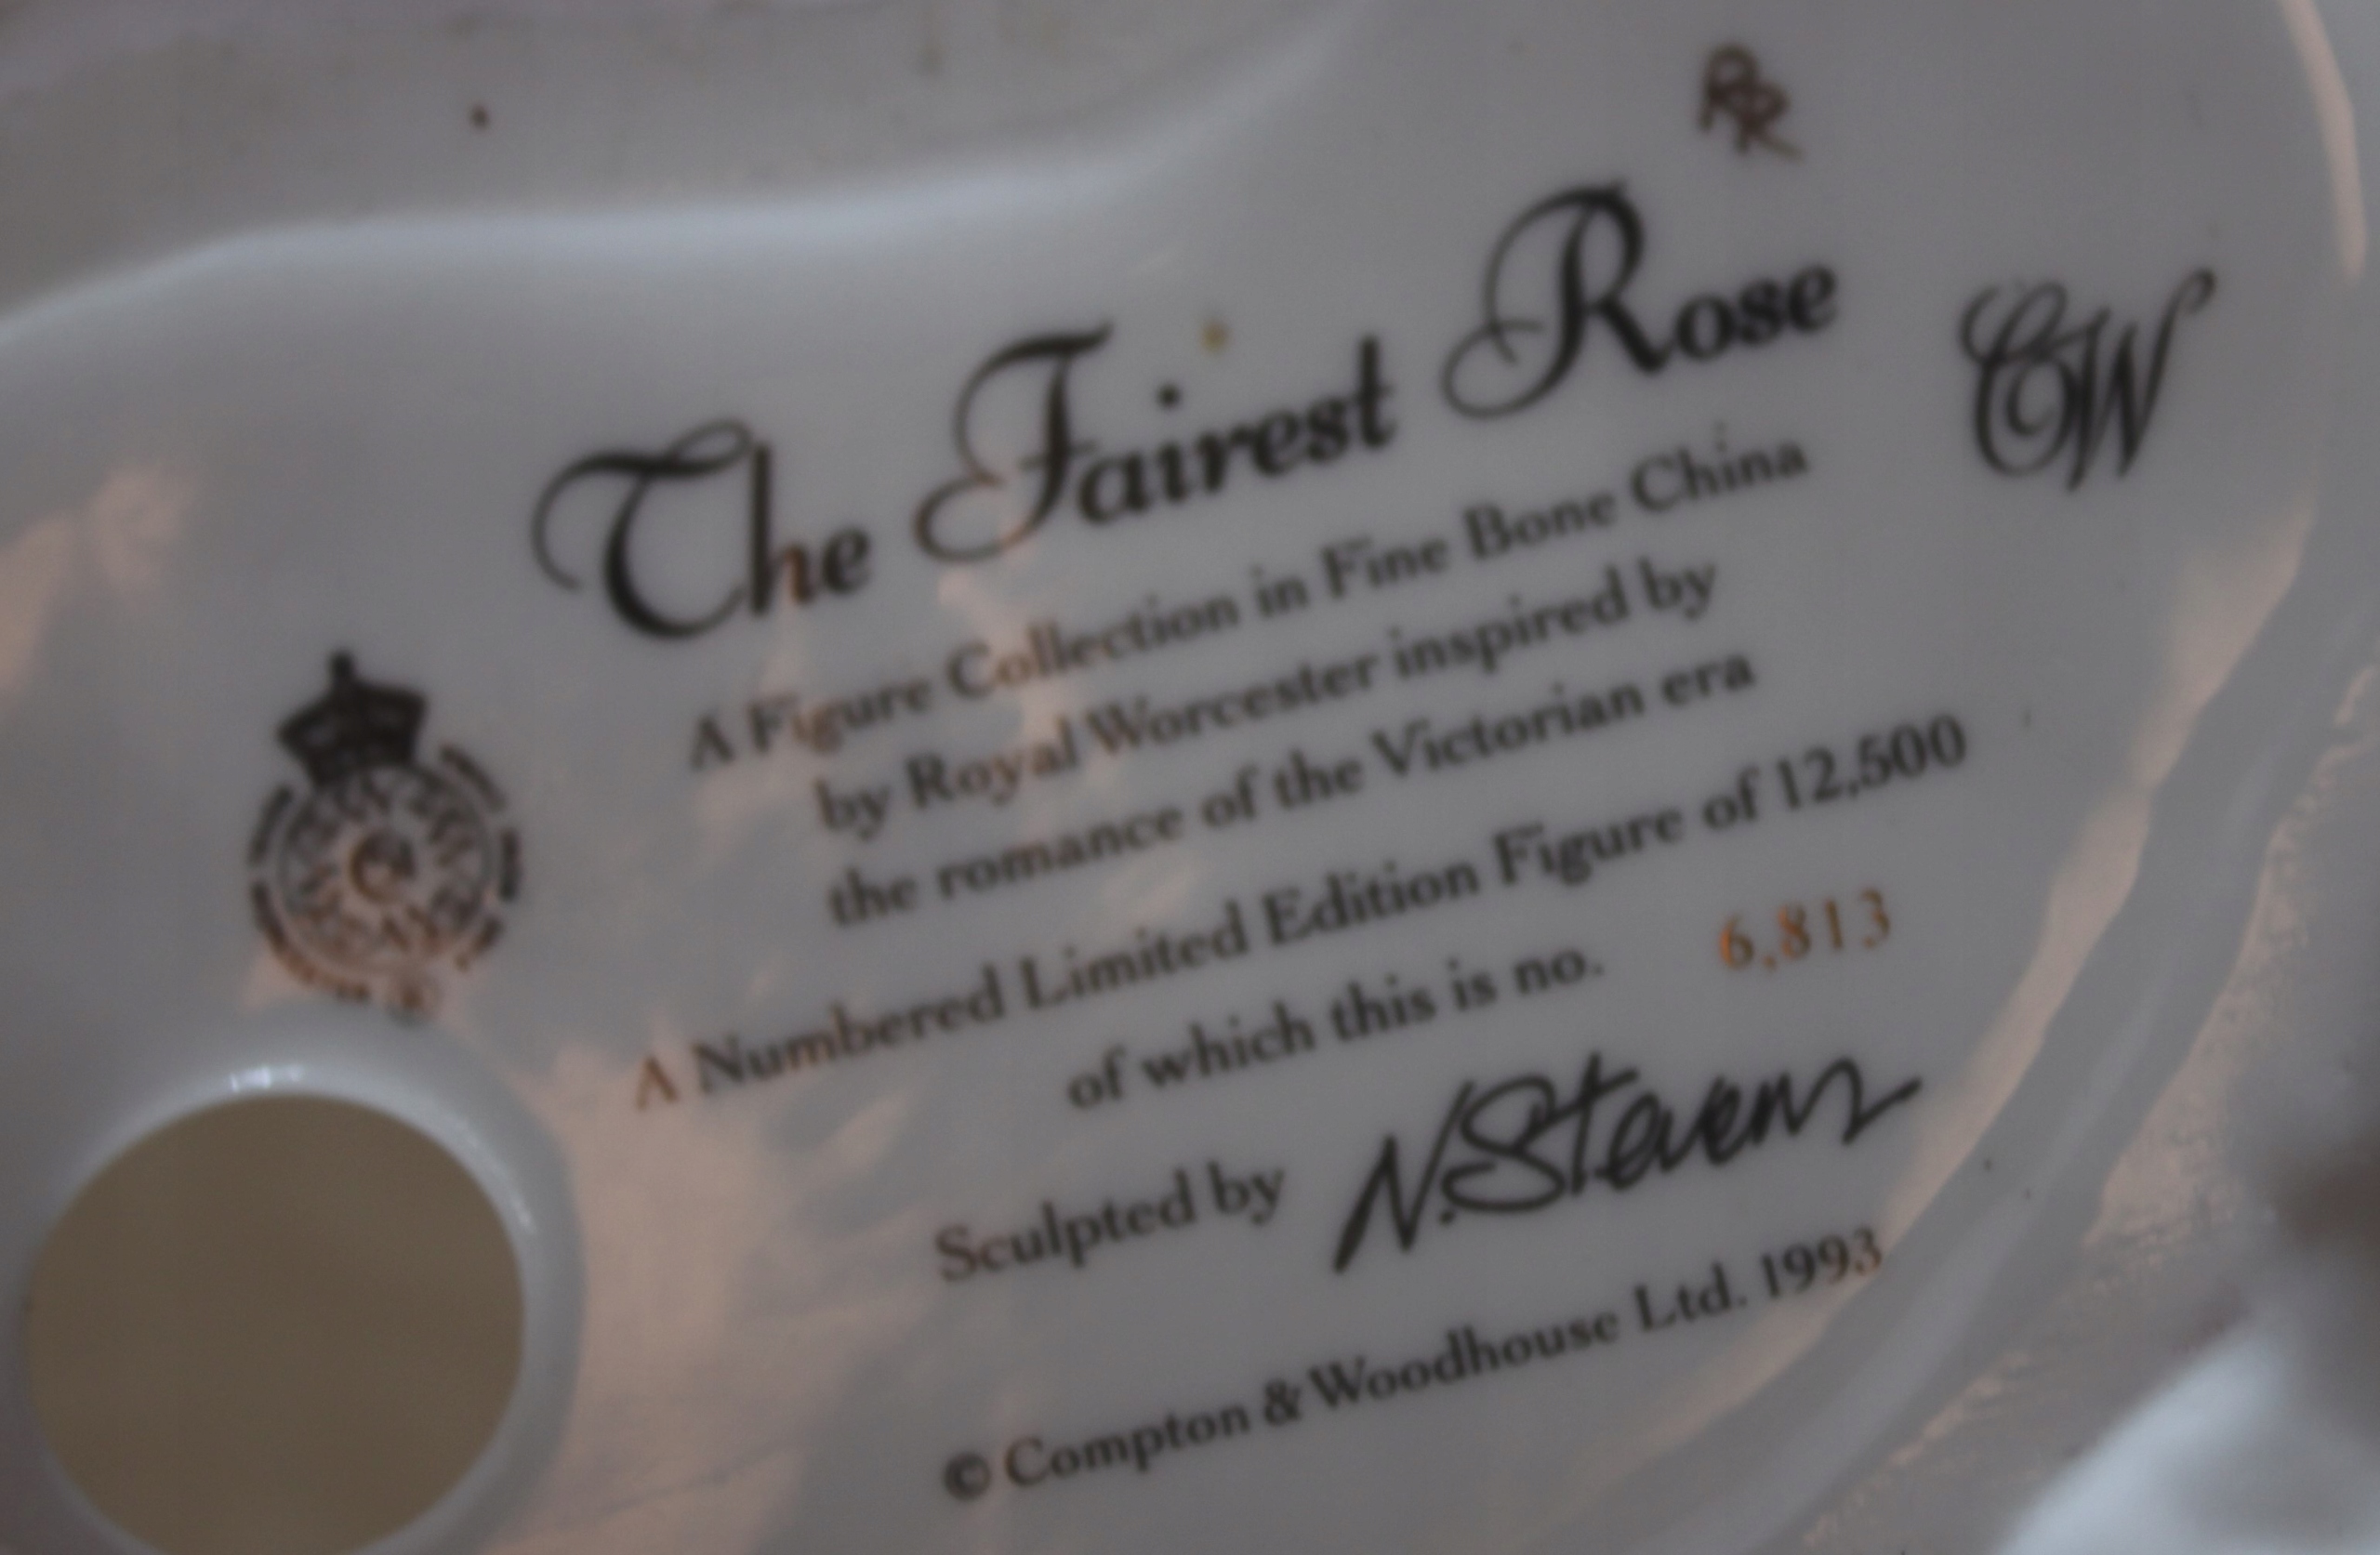 RR
The Fairest Rose
CW
A Figure Collection in Fine Bone China
by Royal Worcester inspired by
the romance of the Victorian era
A Numbered Limited Edition Figure of 12,500
of which this is no. 6,813
Sculpted by N. Stevens
© Compton & Woodhouse Ltd. 1993